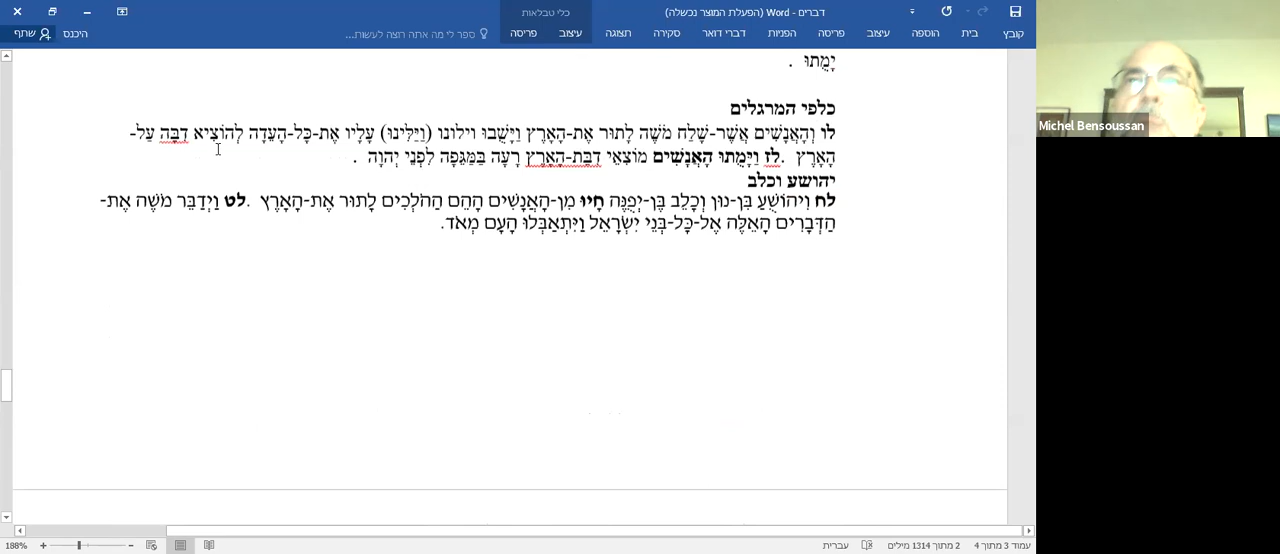 דברים - Word (הפעלת המוצר נכשלה)
כלי טבלאות
קובץ
בית
הוספה
עיצוב
פריסה
הפניות
דברי דואר
סקירה
תצוגה
עיצוב
פריסה
ספר לי מה אתה רוצה לעשות...
היכנס
שתף
יָמֻתוּ .
כלפי המרגלים
לו וְהָאֲנָשִׁים אֲשֶׁר-שָׁלַח מֹשֶׁה לָתוּר אֶת-הָאָרֶץ וַיָּשֻׁבוּ וילונו (וַיַּלִּינוּ) עָלָיו אֶת-כָּל-הָעֵדָה לְהוֹצִיא דִבָּה עַל-
הָאָרֶץ .לז וַיָּמֻתוּ הָאֲנָשִׁים מוֹצִאֵי דִבַּת-הָאָרֶץ רָעָה בַּמַּגֵּפָה לִפְנֵי יְהוָה .
יהושע וכלב
לח וִיהוֹשֻׁעַ בִּן-נוּן וְכָלֵב בֶּן-יְפֻנֶּה חָיוּ מִן-הָאֲנָשִׁים הָהֵם הַהֹלְכִים לָתוּר אֶת-הָאָרֶץ .לט וַיְדַבֵּר מֹשֶׁה אֶת-
הַדְּבָרִים הָאֵלֶּה אֶל-כָּל-בְּנֵי יִשְׂרָאֵל וַיִּתְאַבְּלוּ הָעָם מְאֹד.
Michel Bensoussan
עמוד 3 מתוך 4
2 מתוך 1314 מילים
עברית
188%